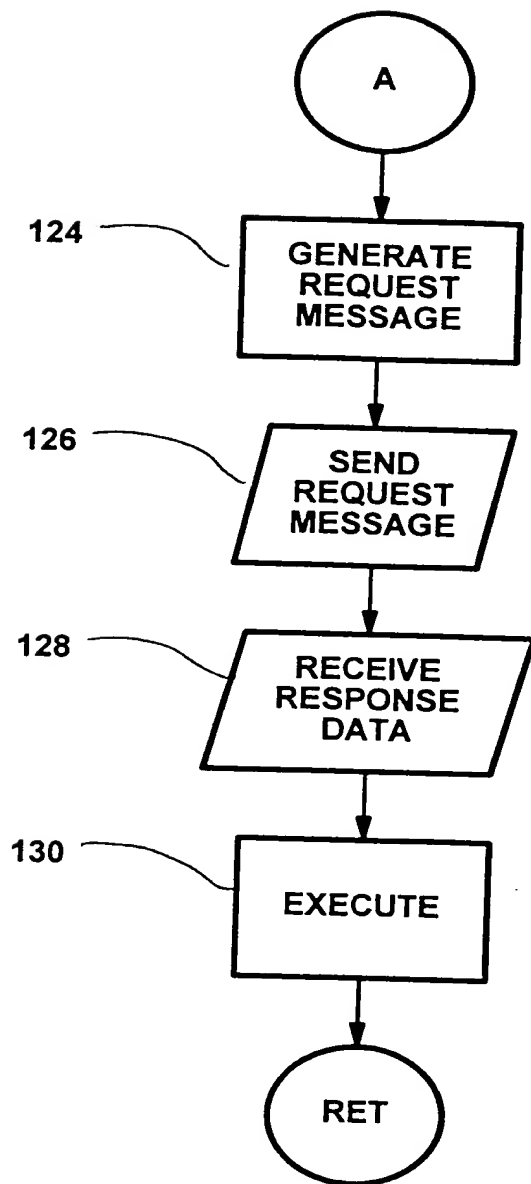 A
124
GENERATE
REQUEST
MESSAGE
126
SEND
REQUEST
MESSAGE
128
RECEIVE
RESPONSE
DATA
130
EXECUTE
RET